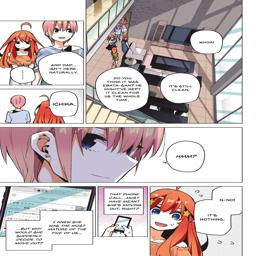 WHOA!
IT'S STILL
CLEAN.
DO YOU
THINK IT WAS
EBATA-SAN? HE
MIGHT'VE KEPT
IT CLEAN FOR
US THE WHOLE
TIME.
AND DAD...
ISN'T HERE,
NATURALLY.
ICHIKA.
HMM?
N-NO!
IT'S
NOTHING.
THAT PHONE
CALL...MUST
HAVE MEANT
SHE'S MOVING
OUT, RIGHT?
I KNEW SHE
WAS THE MOST
MATURE OF THE
FIVE OF US...
...BUT WHY
WOULD SHE
SUDDENLY
DECIDE TO
MOVE OUT?